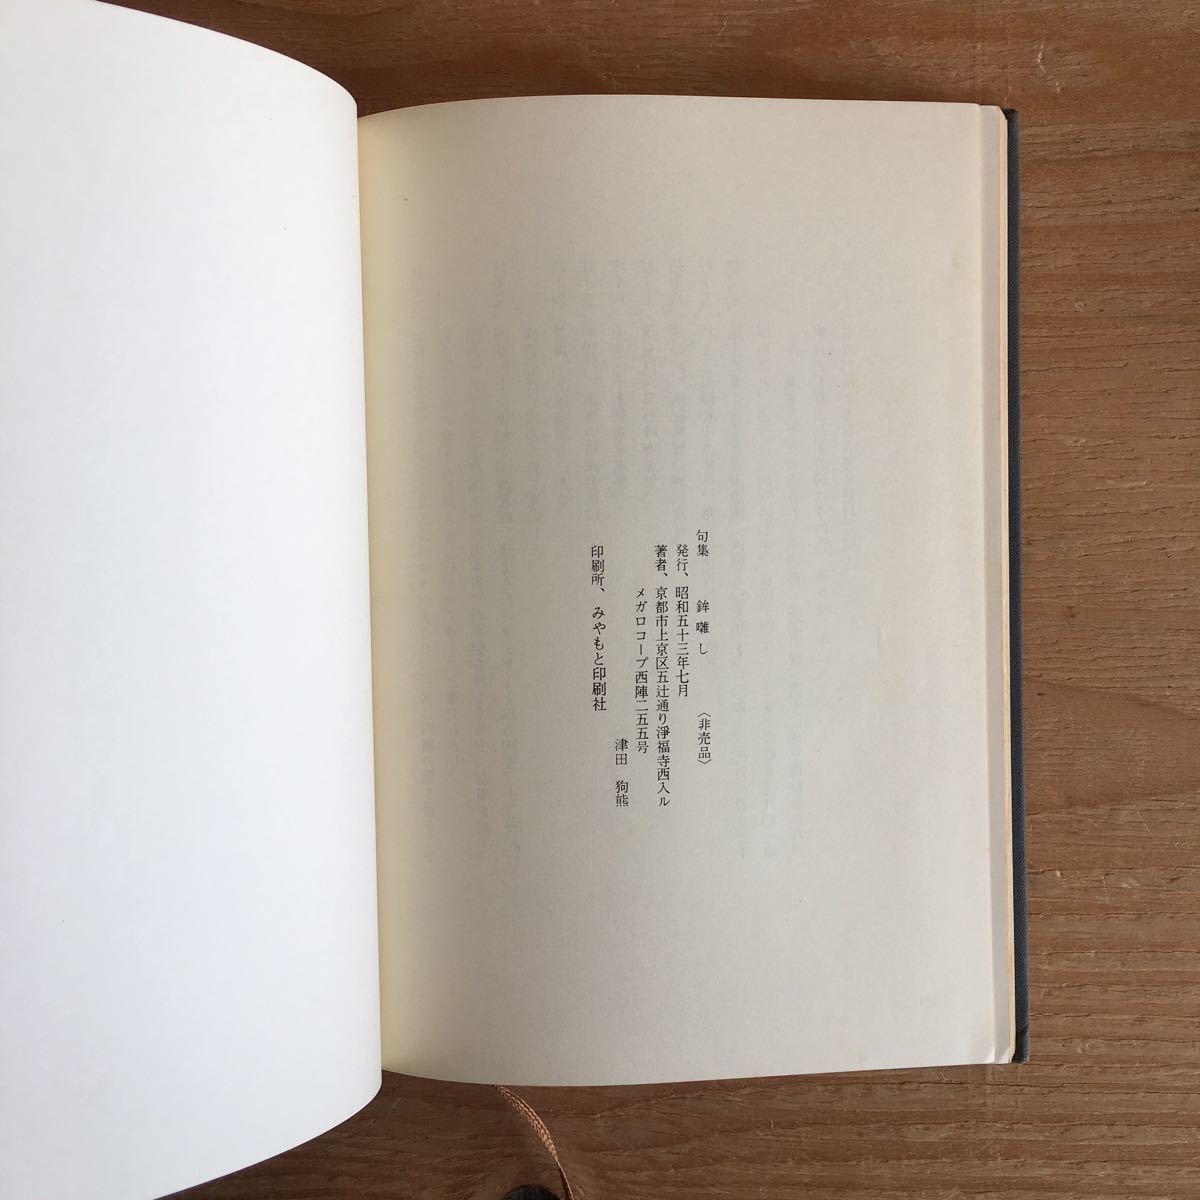 句集　鉾囃し　〈非売品〉
発行、昭和五十三年七月
著者、京都市上京区五辻通り浄福寺西入ル
メガロコープ西陣二五五号
津田　狗熊
印刷所、みやもと印刷社